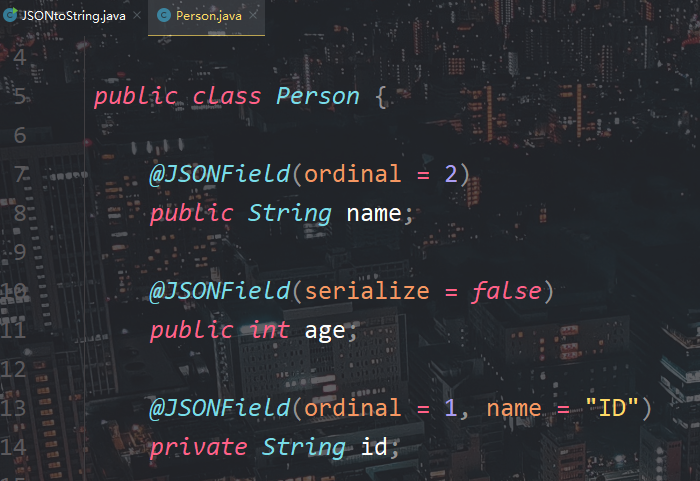 JSONtoString.java Person.java
4
5 public class Person {
6
7 @JSONField(ordinal = 2)
8 public String name;
9
10 @JSONField(serialize = false)
11 public int age;
12
13 @JSONField(ordinal = 1, name = "ID")
14 private String id;